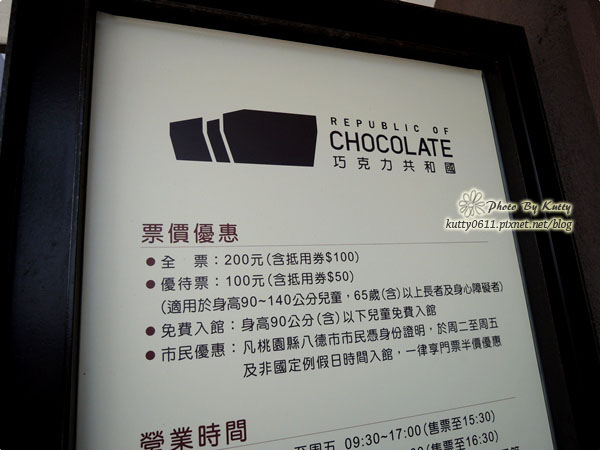 REPUBLIC OF
CHOCOLATE
巧克力共和國
Photo By Kutty
kutty0611.pixnet.net/blog
票價優惠
●全 票：200元(含抵用券$100)
●優待票：100元(含抵用券$50)
(適用於身高90~140公分兒童，65歲(含)以上長者及身心障礙者)
●免費入館：身高90公分(含)以下兒童免費入館
●市民優惠：凡桃園縣八德市市民憑身份證明，於周二至周五
及非國定例假日時間入館，一律享門票半價優惠
營業時間
至周五 09:30~17:00(售票至15:30)
(售票至16:30)